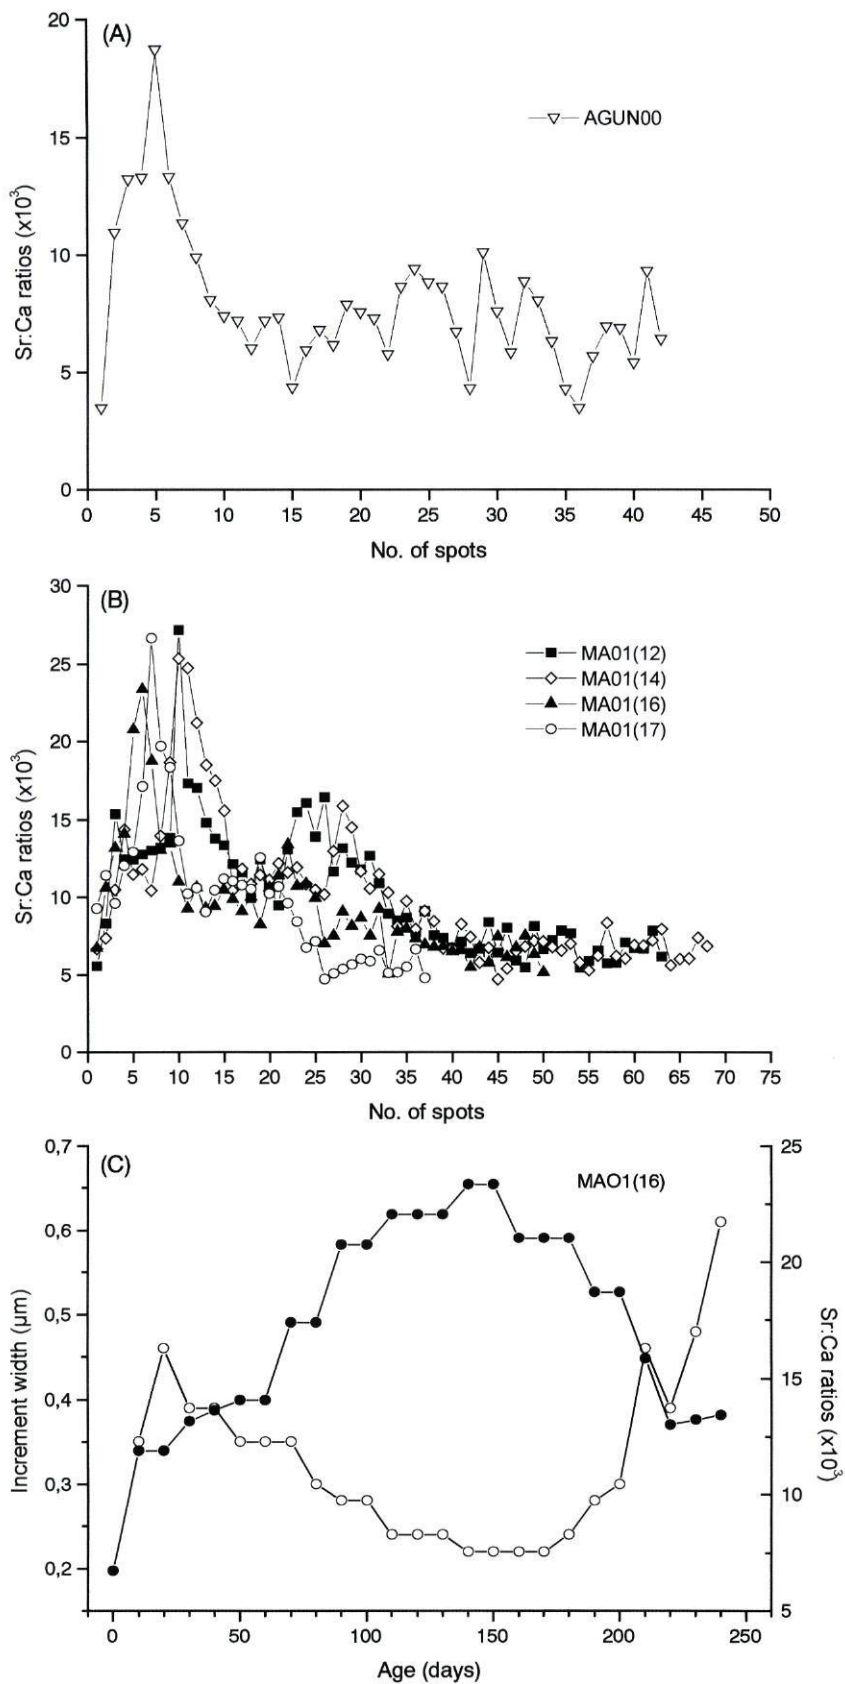 (A)
20
15
10
5
0
Sr:Ca ratios (x10³)
AGUN00
0 5 10 15 20 25 30 35 40 45 50
No. of spots
(B)
30
25
20
15
10
5
0
Sr:Ca ratios (x10³)
MA01(12)
MA01(14)
MA01(16)
MA01(17)
0 5 10 15 20 25 30 35 40 45 50 55 60 65 70 75
No. of spots
(C)
MAO1(16)
0,7
0,6
0,5
0,4
0,3
0,2
Increment width (µm)
25
20
15
10
5
Sr:Ca ratios (x10³)
0 50 100 150 200 250
Age (days)